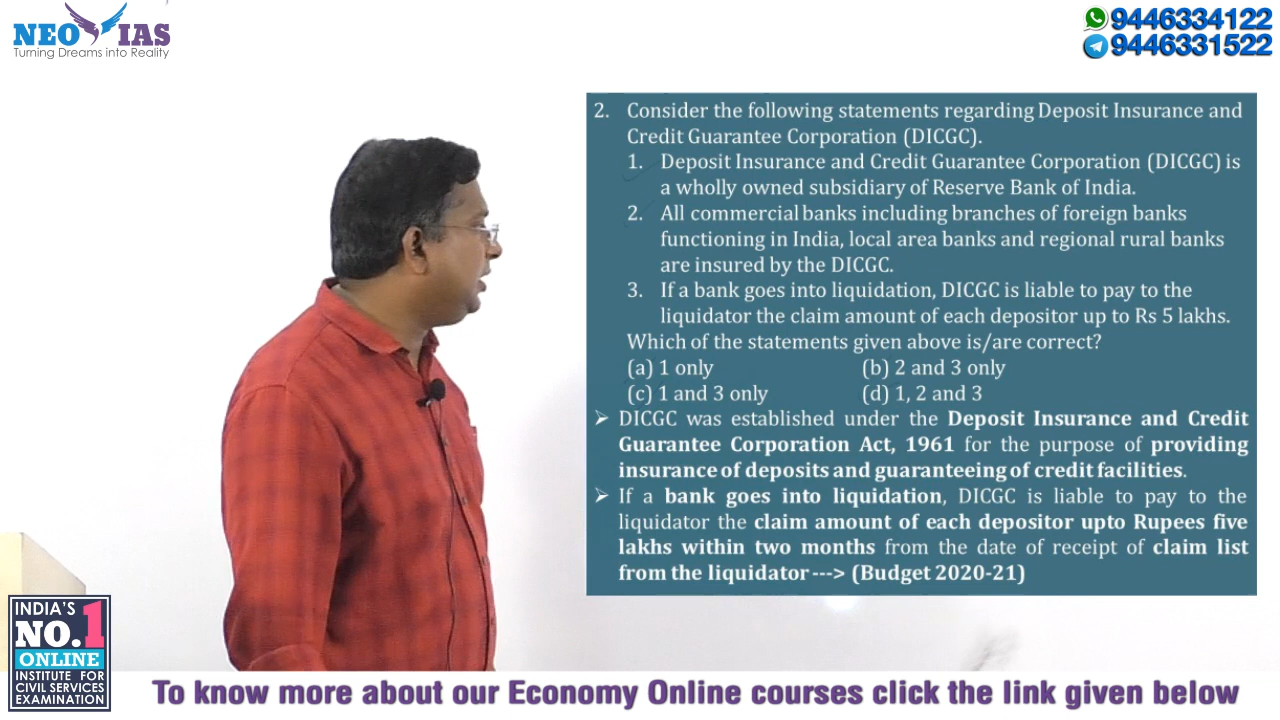 NEO IAS
Turning Dreams into Reality
9446334122
9446331522
2. Consider the following statements regarding Deposit Insurance and
Credit Guarantee Corporation (DICGC).
1. Deposit Insurance and Credit Guarantee Corporation (DICGC) is
a wholly owned subsidiary of Reserve Bank of India.
2. All commercial banks including branches of foreign banks
functioning in India, local area banks and regional rural banks
are insured by the DICGC.
3. If a bank goes into liquidation, DICGC is liable to pay to the
liquidator the claim amount of each depositor up to Rs 5 lakhs.
Which of the statements given above is/are correct?
(a) 1 only (b) 2 and 3 only
(c) 1 and 3 only (d) 1, 2 and 3
➢ DICGC was established under the Deposit Insurance and Credit
Guarantee Corporation Act, 1961 for the purpose of providing
insurance of deposits and guaranteeing of credit facilities.
➢ If a bank goes into liquidation, DICGC is liable to pay to the
liquidator the claim amount of each depositor upto Rupees five
lakhs within two months from the date of receipt of claim list
from the liquidator ---> (Budget 2020-21)
INDIA'S
NO.1
ONLINE
INSTITUTE FOR
CIVIL SERVICES
EXAMINATION
To know more about our Economy Online courses click the link given below